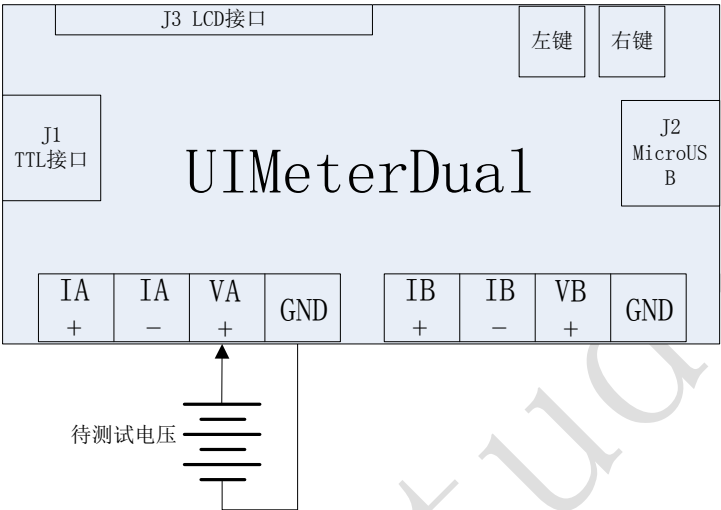 J3 LCD接口
左键
右键
J1
TTL接口
J2
MicroUS
B
UIMeterDual
IA
+
IA
-
VA
+
GND
IB
+
IB
-
VB
+
GND
待测试电压